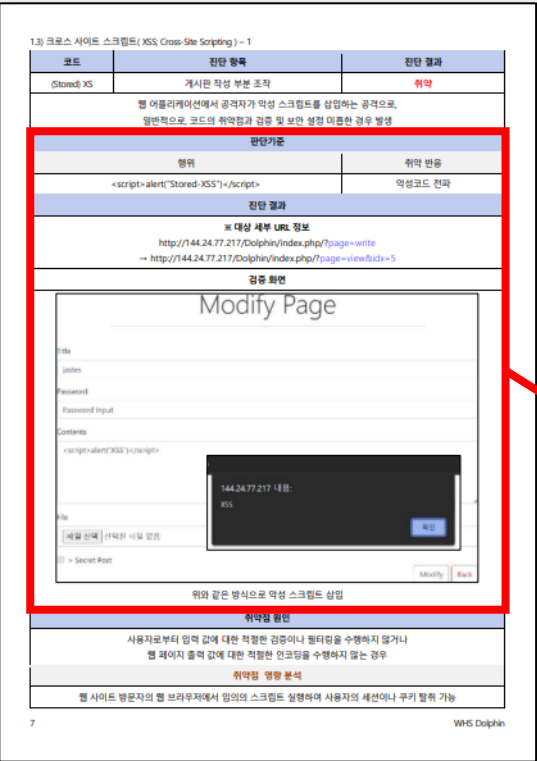 1.3) 크로스 사이트 스크립트( XSS; Cross-Site Scripting ) – 1
코드 진단 항목 진단 결과
(Stored) XS 게시판 작성 부분 조작 취약
웹 어플리케이션에서 공격자가 악성 스크립트를 삽입하는 공격으로,
일반적으로, 코드의 취약점과 검증 및 보안 설정 미흡한 경우 발생
판단기준
행위 취약 반응
<script>alert("Stored-XSS")</script> 악성코드 전파
진단 결과
※ 대상 세부 URL 정보
http://144.24.77.217/Dolphin/index.php/?page=write
→ http://144.24.77.217/Dolphin/index.php/?page=view&idx=5
검증 화면
Modify Page
Title
Password
Password Input
Contents
<script>alert("XSS")</script>
144.24.77.217 내용:
XSS
확인
File
파일 선택 선택된 파일 없음
> Secret Post
Modify Back
위와 같은 방식으로 악성 스크립트 삽입
취약점 원인
사용자로부터 입력 값에 대한 적절한 검증이나 필터링을 수행하지 않거나
웹 페이지 출력 값에 대한 적절한 인코딩을 수행하지 않는 경우
취약점 영향 분석
웹 사이트 방문자의 웹 브라우저에서 임의의 스크립트 실행하여 사용자의 세션이나 쿠키 탈취 가능
7 WHS Dolphin